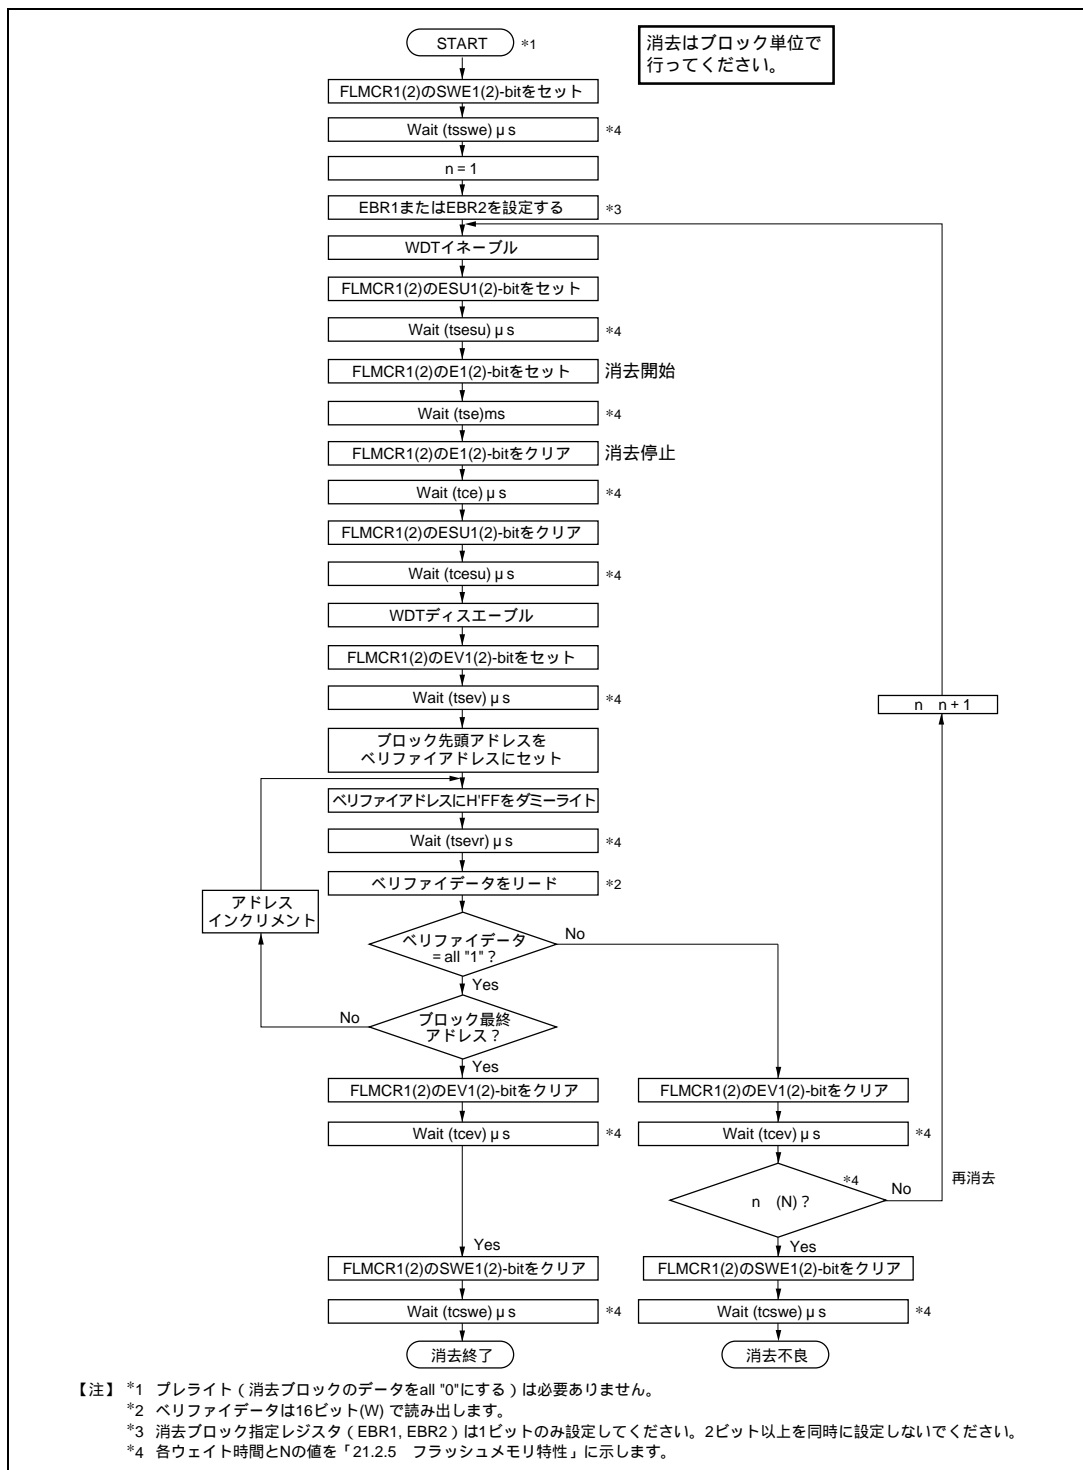 START *1
消去はブロック単位で
行ってください。
FLMCR1(2)のSWE1(2)-bitをセット
Wait (tsswe) μ s *4
n = 1
EBR1またはEBR2を設定する *3
WDTイネーブル
FLMCR1(2)のESU1(2)-bitをセット
Wait (tsesu) μ s *4
FLMCR1(2)のE1(2)-bitをセット 消去開始
Wait (tse)ms *4
FLMCR1(2)のE1(2)-bitをクリア 消去停止
Wait (tce) μ s *4
FLMCR1(2)のESU1(2)-bitをクリア
Wait (tcesu) μ s *4
WDTディスエーブル
FLMCR1(2)のEV1(2)-bitをセット
Wait (tsev) μ s *4
n n + 1
ブロック先頭アドレスを
ベリファイアドレスにセット
ベリファイアドレスにH'FFをダミーライト
Wait (tsevr) μ s *4
ベリファイデータをリード *2
アドレス
インクリメント
ベリファイデータ
= all "1" ?
No
Yes
No
ブロック最終
アドレス？
Yes
FLMCR1(2)のEV1(2)-bitをクリア
Wait (tcev) μ s *4
FLMCR1(2)のEV1(2)-bitをクリア
Wait (tcev) μ s *4
*4
n (N) ?
No
再消去
Yes
Yes
FLMCR1(2)のSWE1(2)-bitをクリア
Wait (tcswe) μ s *4
消去終了
FLMCR1(2)のSWE1(2)-bitをクリア
Wait (tcswe) μ s *4
消去不良
【注】 *1 プレライト（消去ブロックのデータをall "0"にする）は必要ありません。
*2 ベリファイデータは16ビット(W) で読み出します。
*3 消去ブロック指定レジスタ（EBR1, EBR2）は1ビットのみ設定してください。2ビット以上を同時に設定しないでください。
*4 各ウェイト時間とNの値を「21.2.5 フラッシュメモリ特性」に示します。